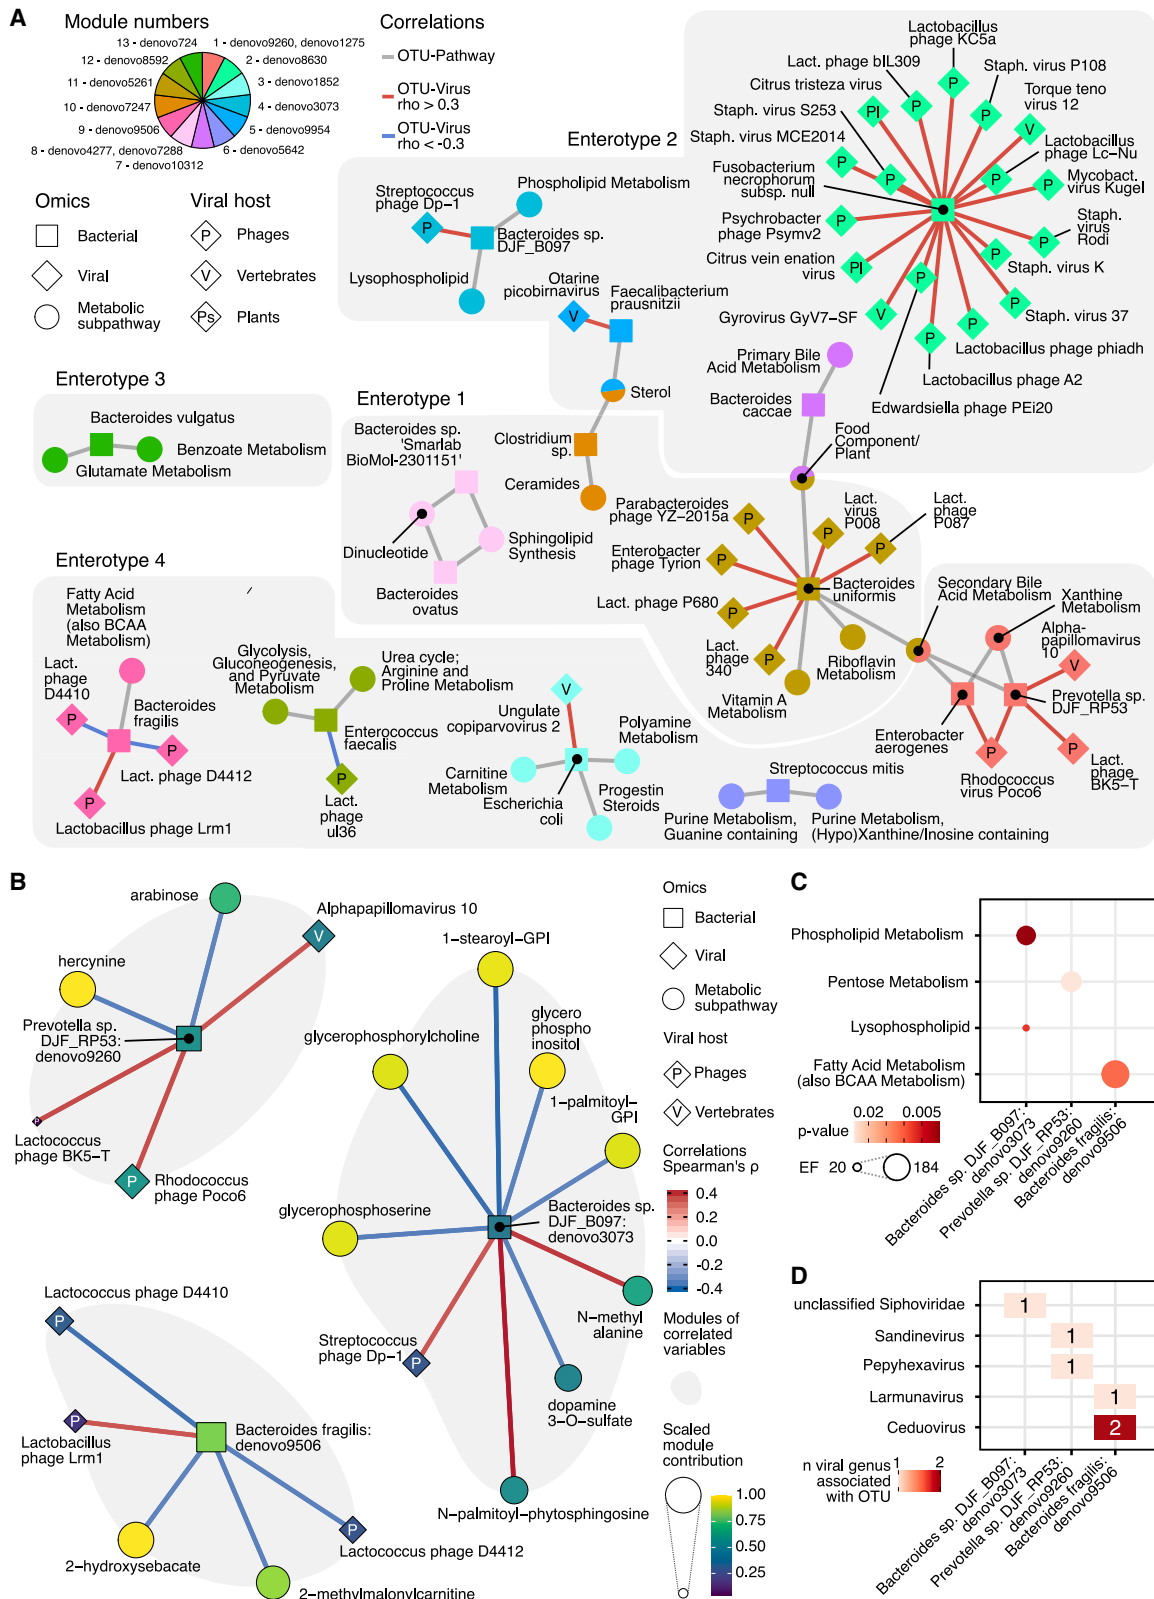 A
Module numbers
13 - denovo724
1 - denovo9260, denovo1275
12 - denovo8592
2 - denovo8630
11 - denovo5261
3 - denovo1852
10 - denovo7247
4 - denovo3073
9 - denovo9506
5 - denovo9954
8 - denovo4277, denovo7288
6 - denovo5642
7 - denovo10312
Correlations
OTU-Pathway
OTU-Virus
rho > 0.3
OTU-Virus
rho < -0.3
Omics
Bacterial
Viral
Metabolic
subpathway
Viral host
P
Phages
V
Vertebrates
Ps
Plants
Enterotype 2
Streptococcus
phage Dp-1
P
Phospholipid Metabolism
Bacteroides sp.
DJF_B097
Lysophospholipid
Otarine
picobirnavirus
V
Faecalibacterium
prausnitzii
Sterol
Lactobacillus
phage KC5a
Lact. phage bIL309
Staph. virus P108
Citrus tristeza virus
Torque teno
virus 12
Staph. virus S253
Staph. virus MCE2014
Lactobacillus
phage Lc-Nu
Fusobacterium
necrophorum
subsp. null
Mycobact.
virus Kugel
Psychrobacter
phage Psymv2
Staph.
virus
Rodi
Citrus vein enation
virus
Staph. virus K
Gyrovirus GyV7-SF
Staph. virus 37
Lactobacillus phage phiadh
Lactobacillus phage A2
Edwardsiella phage PEi20
P
P
P
Pl
V
P
P
P
P
P
P
Pl
P
P
V
P
P
P
Primary Bile
Acid Metabolism
Bacteroides
caccae
Food
Component/
Plant
Enterotype 3
Bacteroides vulgatus
Benzoate Metabolism
Glutamate Metabolism
Enterotype 1
Bacteroides sp.
'Smarlab
BioMol-2301151'
Clostridium
sp.
Ceramides
Dinucleotide
Sphingolipid
Synthesis
Bacteroides
ovatus
Parabacteroides
phage YZ-2015a
Lact.
virus
P008
Lact.
phage
P087
Enterobacter
phage Tyrion
Lact. phage P680
Bacteroides
uniformis
Lact.
phage
340
P
P
P
P
P
P
Riboflavin
Metabolism
Vitamin A
Metabolism
Enterotype 4
Fatty Acid
Metabolism
(also BCAA
Metabolism)
Lact.
phage
D4410
P
Bacteroides
fragilis
P
Lact. phage D4412
P
Lactobacillus phage Lrm1
Glycolysis,
Gluconeogenesis,
and Pyruvate
Metabolism
Urea cycle;
Arginine and
Proline Metabolism
Enterococcus
faecalis
P
Lact.
phage
ul36
V
Ungulate
copiparvovirus 2
Polyamine
Metabolism
Carnitine
Metabolism
Escherichia
coli
Progestin
Steroids
Streptococcus mitis
Purine Metabolism,
Guanine containing
Purine Metabolism,
(Hypo)Xanthine/Inosine containing
Secondary Bile
Acid Metabolism
Xanthine
Metabolism
Alpha-
papillomavirus
10
V
Prevotella sp.
DJF_RP53
Enterobacter
aerogenes
P
Rhodococcus
virus Poco6
P
Lact.
phage
BK5-T
B
arabinose
Alphapapillomavirus 10
V
hercynine
Prevotella sp.
DJF_RP53:
denovo9260
P
Lactococcus
phage BK5-T
P
Rhodococcus
phage Poco6
1-stearoyl-GPI
glycerophosphorylcholine
glycero
phospho
inositol
1-palmitoyl-
GPI
glycerophosphoserine
Bacteroides sp.
DJF_B097:
denovo3073
N-methyl
alanine
Streptococcus
phage Dp-1
P
dopamine
3-O-sulfate
N-palmitoyl-phytosphingosine
Lactococcus phage D4410
P
P
Lactobacillus
phage Lrm1
Bacteroides fragilis:
denovo9506
P
Lactococcus phage D4412
2-hydroxysebacate
2-methylmalonylcarnitine
Omics
Bacterial
Viral
Metabolic
subpathway
Viral host
P
Phages
V
Vertebrates
Correlations
Spearman's ρ
0.4
0.2
0.0
-0.2
-0.4
Modules of
correlated
variables
Scaled
module
contribution
1.00
0.75
0.50
0.25
C
Phospholipid Metabolism
Pentose Metabolism
Lysophospholipid
Fatty Acid Metabolism
(also BCAA Metabolism)
0.02
0.005
p-value
EF
20
184
Bacteroides sp. DJF_B097:
denovo3073
Prevotella sp. DJF_RP53:
denovo9260
Bacteroides fragilis:
denovo9506
D
unclassified Siphoviridae
1
Sandinevirus
1
Pepyhexavirus
1
Larmunavirus
1
Ceduovirus
2
n viral genus
associated
with OTU
1
2
Bacteroides sp. DJF_B097:
denovo3073
Prevotella sp. DJF_RP53:
denovo9260
Bacteroides fragilis:
denovo9506